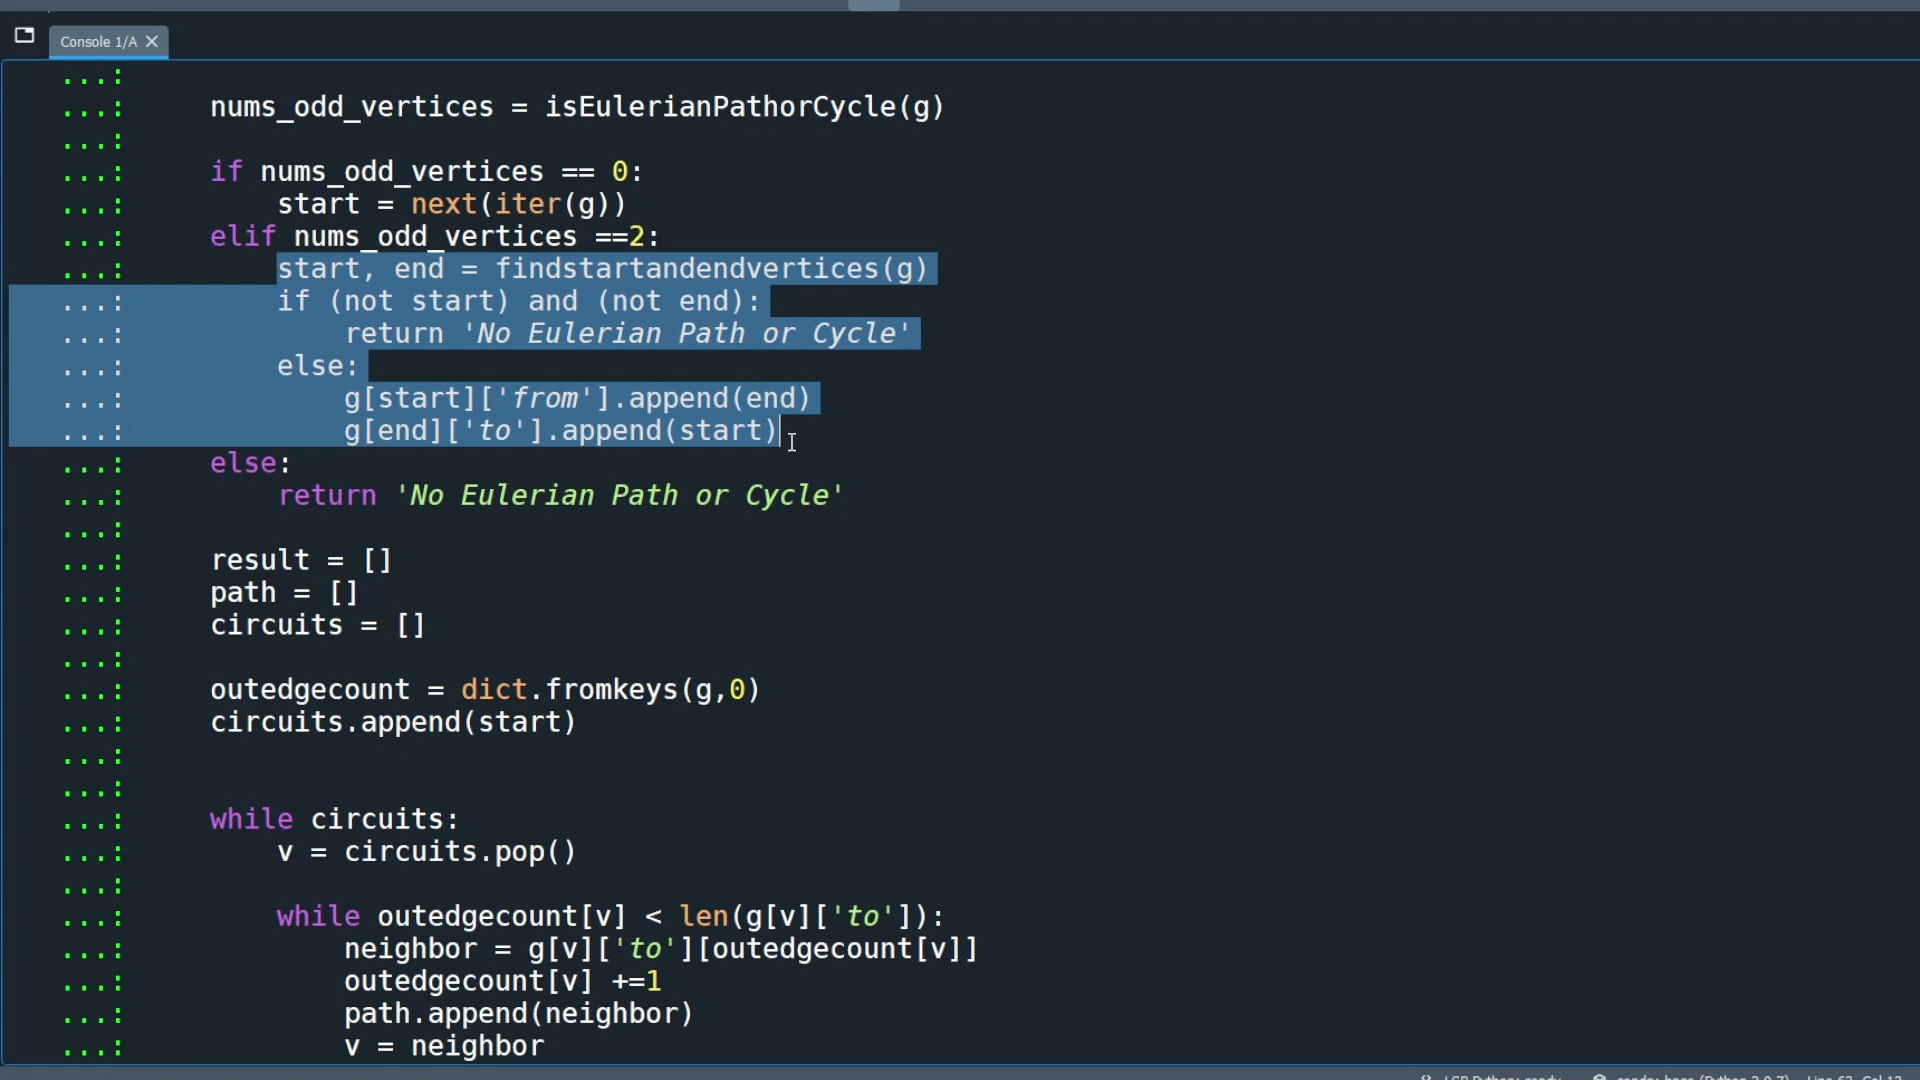 Console 1/A
...:
...: nums_odd_vertices = isEulerianPathorCycle(g)
...:
...: if nums_odd_vertices == 0:
...: start = next(iter(g))
...: elif nums_odd_vertices ==2:
...: start, end = findstartandendvertices(g)
...: if (not start) and (not end):
...: return 'No Eulerian Path or Cycle'
...: else:
...: g[start]['from'].append(end)
...: g[end]['to'].append(start)
...: else:
...: return 'No Eulerian Path or Cycle'
...:
...: result = []
...: path = []
...: circuits = []
...:
...: outedgecount = dict.fromkeys(g,0)
...: circuits.append(start)
...:
...:
...: while circuits:
...: v = circuits.pop()
...:
...: while outedgecount[v] < len(g[v]['to']):
...: neighbor = g[v]['to'][outedgecount[v]]
...: outedgecount[v] +=1
...: path.append(neighbor)
...: v = neighbor